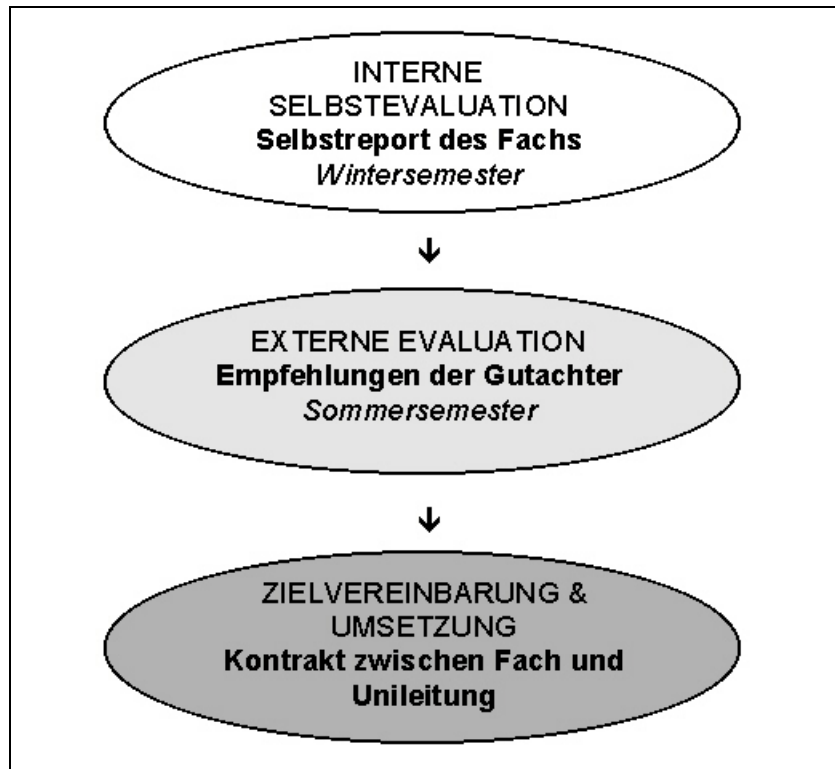 INTERNE
SELBSTEVALUATION
Selbstreport des Fachs
Wintersemester
EXTERNE EVALUATION
Empfehlungen der Gutachter
Sommersemester
ZIELVEREINBARUNG &
UMSETZUNG
Kontrakt zwischen Fach und
Unileitung